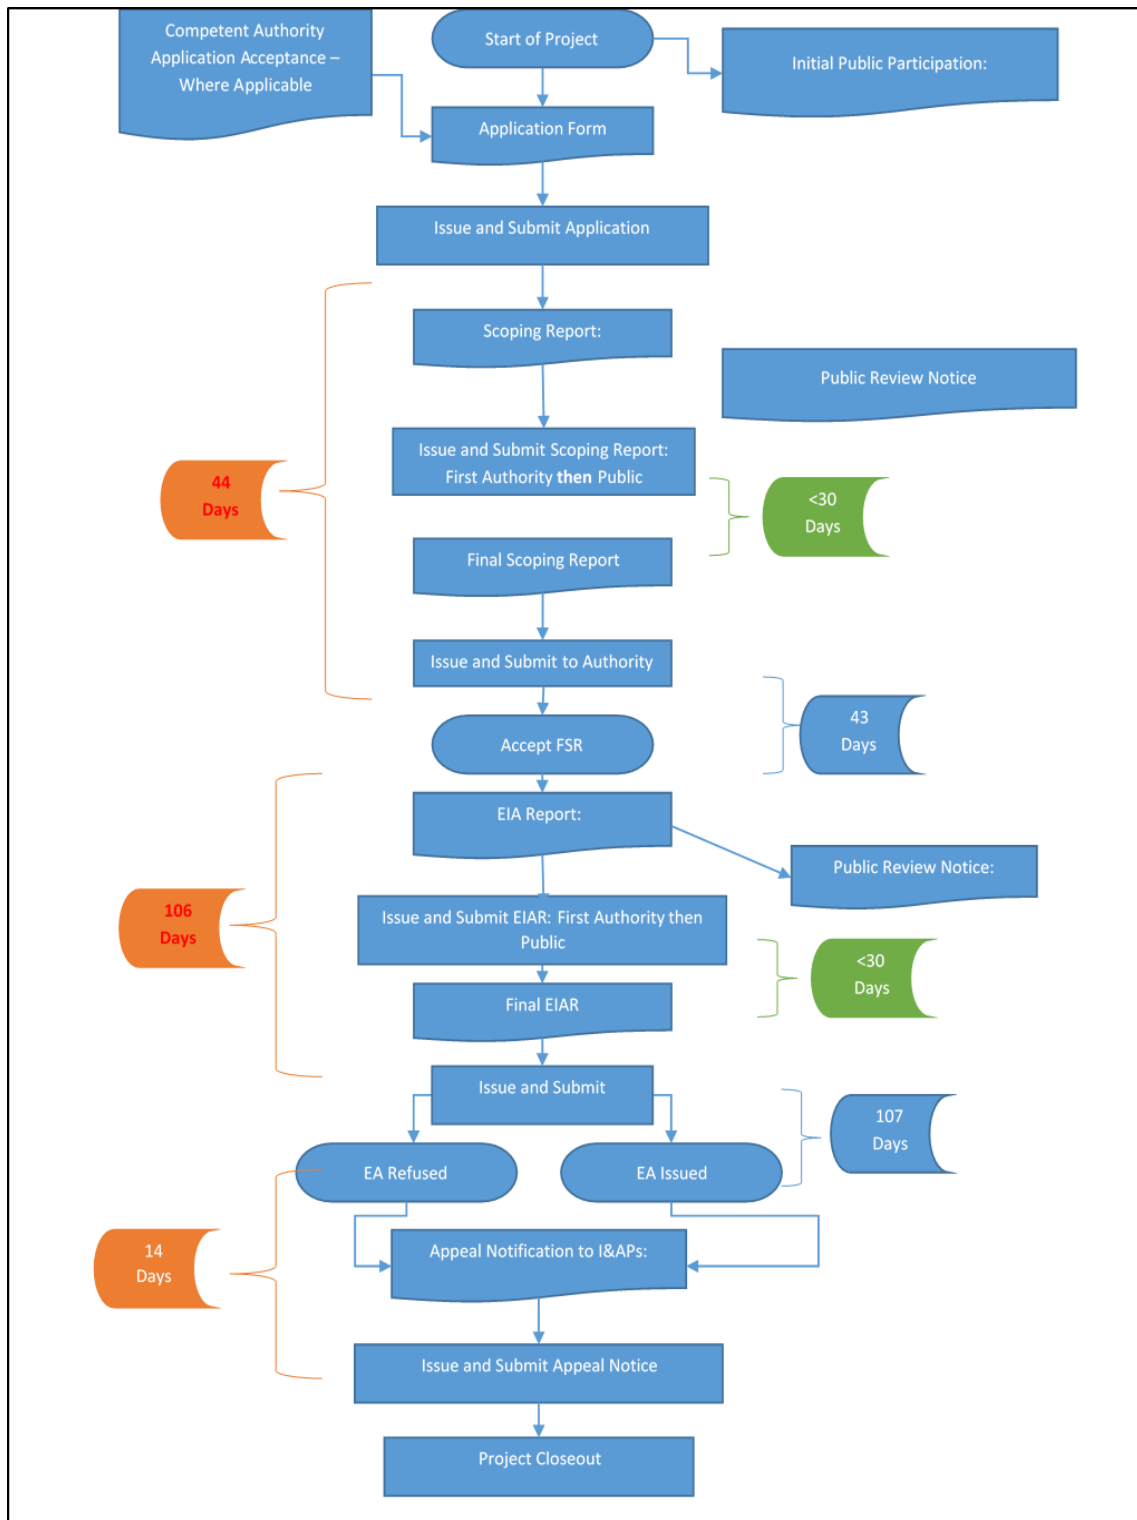 Competent Authority
Application Acceptance –
Where Applicable
Start of Project
Initial Public Participation:
Application Form
Issue and Submit Application
Scoping Report:
Public Review Notice
Issue and Submit Scoping Report:
First Authority then Public
44
Days
<30
Days
Final Scoping Report
Issue and Submit to Authority
43
Days
Accept FSR
EIA Report:
Public Review Notice:
106
Days
Issue and Submit EIAR: First Authority then
Public
<30
Days
Final EIAR
Issue and Submit
107
Days
EA Refused
EA Issued
14
Days
Appeal Notification to I&APs:
Issue and Submit Appeal Notice
Project Closeout